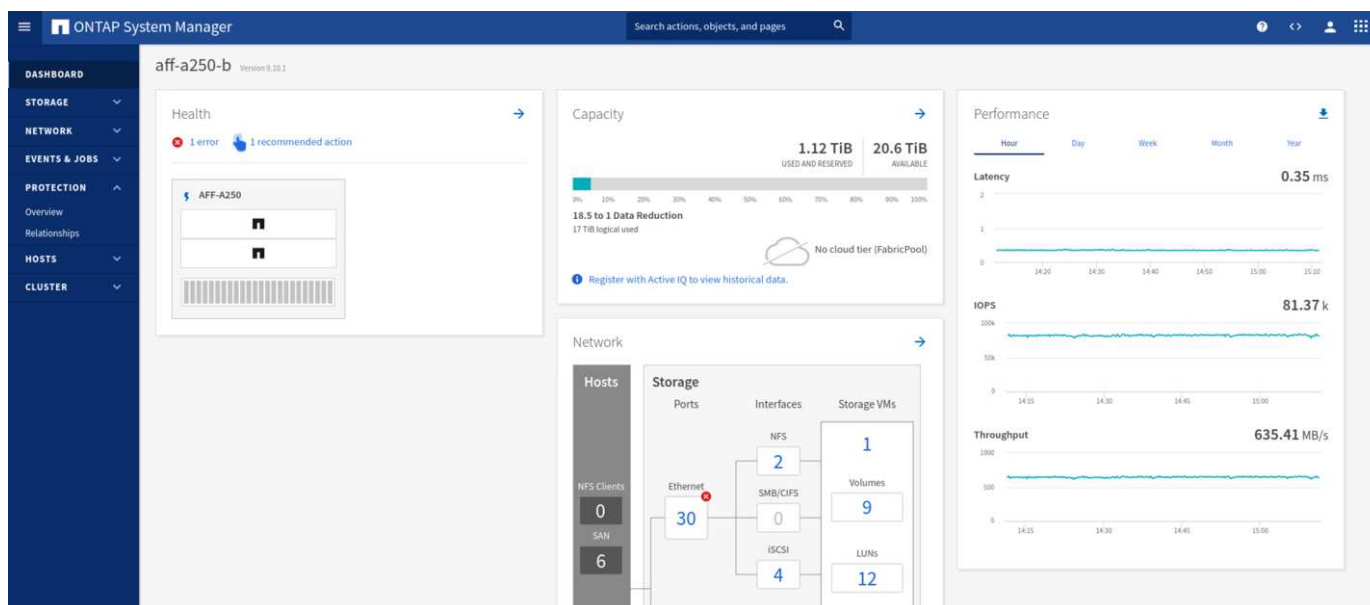 ONTAP System Manager
Search actions, objects, and pages
DASHBOARD
STORAGE
NETWORK
EVENTS & JOBS
PROTECTION
Overview
Relationships
HOSTS
CLUSTER
aff-a250-b Version 9.10.1
Health
1 error 1 recommended action
AFF-A250
Capacity
1.12 TiB 20.6 TiB
USED AND RESERVED AVAILABLE
0% 10% 20% 30% 40% 50% 60% 70% 80% 90% 100%
18.5 to 1 Data Reduction
17 TiB logical used
No cloud tier (FabricPool)
Register with Active IQ to view historical data.
Network
Hosts
Storage
Ports Interfaces Storage VMs
NFS
2
1
NFS Clients
0
SAN
6
Ethernet
30
SMB/CIFS
0
iSCSI
4
Volumes
9
LUNs
12
Performance
Hour Day Week Month Year
Latency 0.35 ms
2
1
0
14:20 14:30 14:40 14:50 15:00 15:10
IOPS 81.37 k
100k
50k
0
14:15 14:30 14:45 15:00
Throughput 635.41 MB/s
1000
500
0
14:15 14:30 14:45 15:00